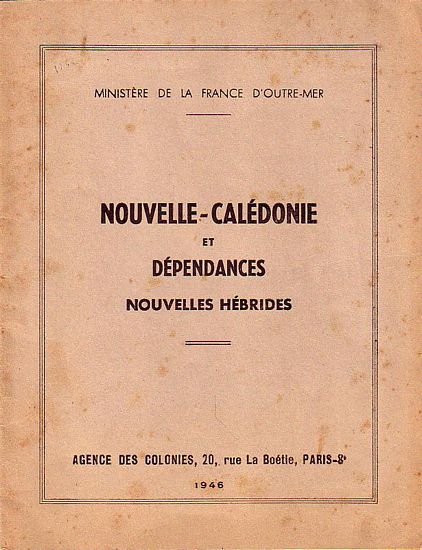 MINISTÈRE DE LA FRANCE D'OUTRE-MER
NOUVELLE-CALÉDONIE
ET
DÉPENDANCES
NOUVELLES HÉBRIDES
AGENCE DES COLONIES, 20, rue La Boétie, PARIS-8e
1946